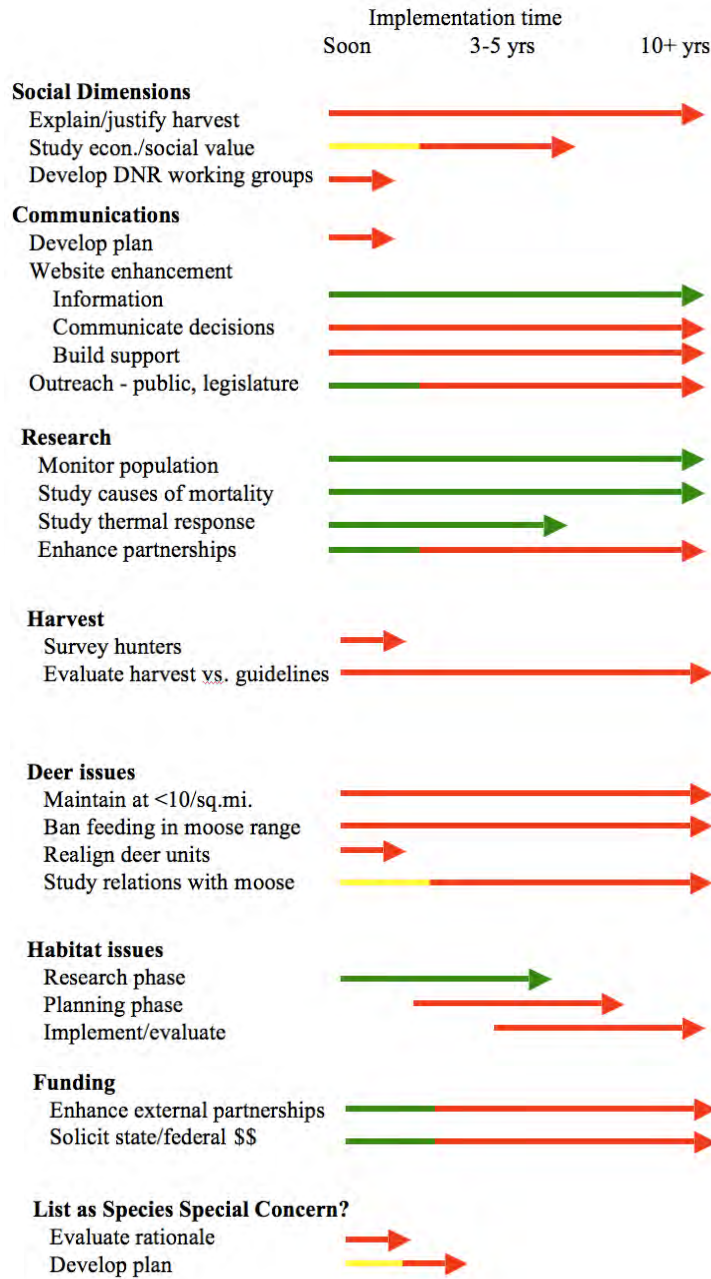 Implementation time
Soon 3-5 yrs 10+ yrs
Social Dimensions
Explain/justify harvest
Study econ./social value
Develop DNR working groups
Communications
Develop plan
Website enhancement
Information
Communicate decisions
Build support
Outreach - public, legislature
Research
Monitor population
Study causes of mortality
Study thermal response
Enhance partnerships
Harvest
Survey hunters
Evaluate harvest vs. guidelines
Deer issues
Maintain at <10/sq.mi.
Ban feeding in moose range
Realign deer units
Study relations with moose
Habitat issues
Research phase
Planning phase
Implement/evaluate
Funding
Enhance external partnerships
Solicit state/federal $$
List as Species Special Concern?
Evaluate rationale
Develop plan